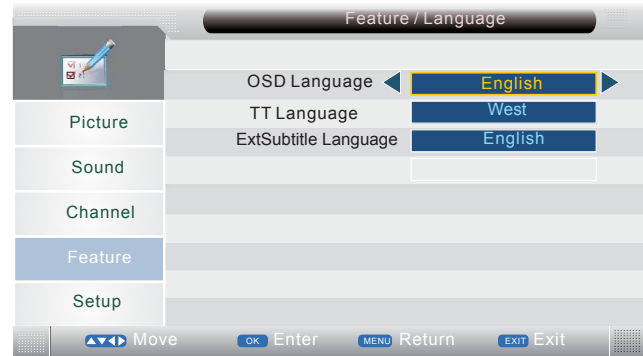 Feature / Language
OSD Language English
TT Language West
ExtSubtitle Language English
Picture
Sound
Channel
Feature
Setup
Move OK Enter MENU Return EXIT Exit